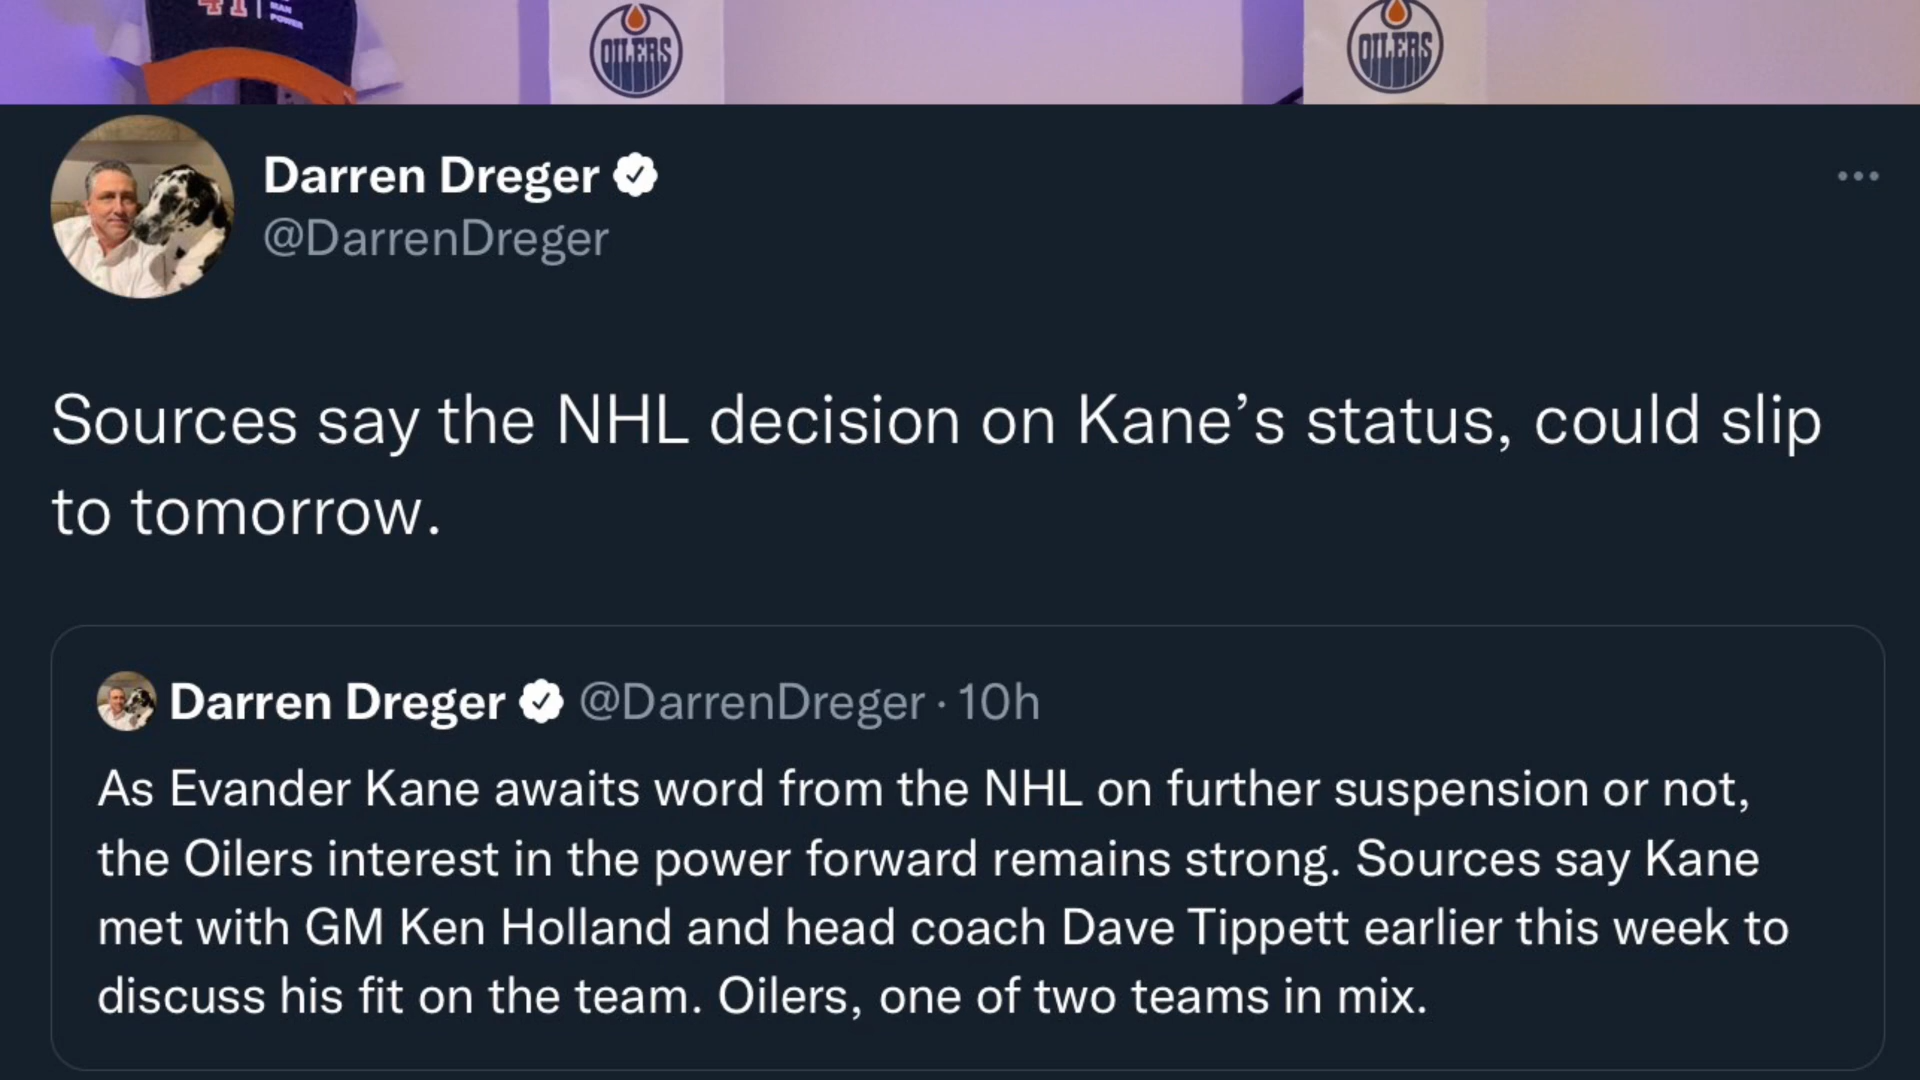 41
MAN
POWER
OILERS
OILERS
Darren Dreger
@DarrenDreger
Sources say the NHL decision on Kane’s status, could slip
to tomorrow.
Darren Dreger @DarrenDreger · 10h
As Evander Kane awaits word from the NHL on further suspension or not,
the Oilers interest in the power forward remains strong. Sources say Kane
met with GM Ken Holland and head coach Dave Tippett earlier this week to
discuss his fit on the team. Oilers, one of two teams in mix.